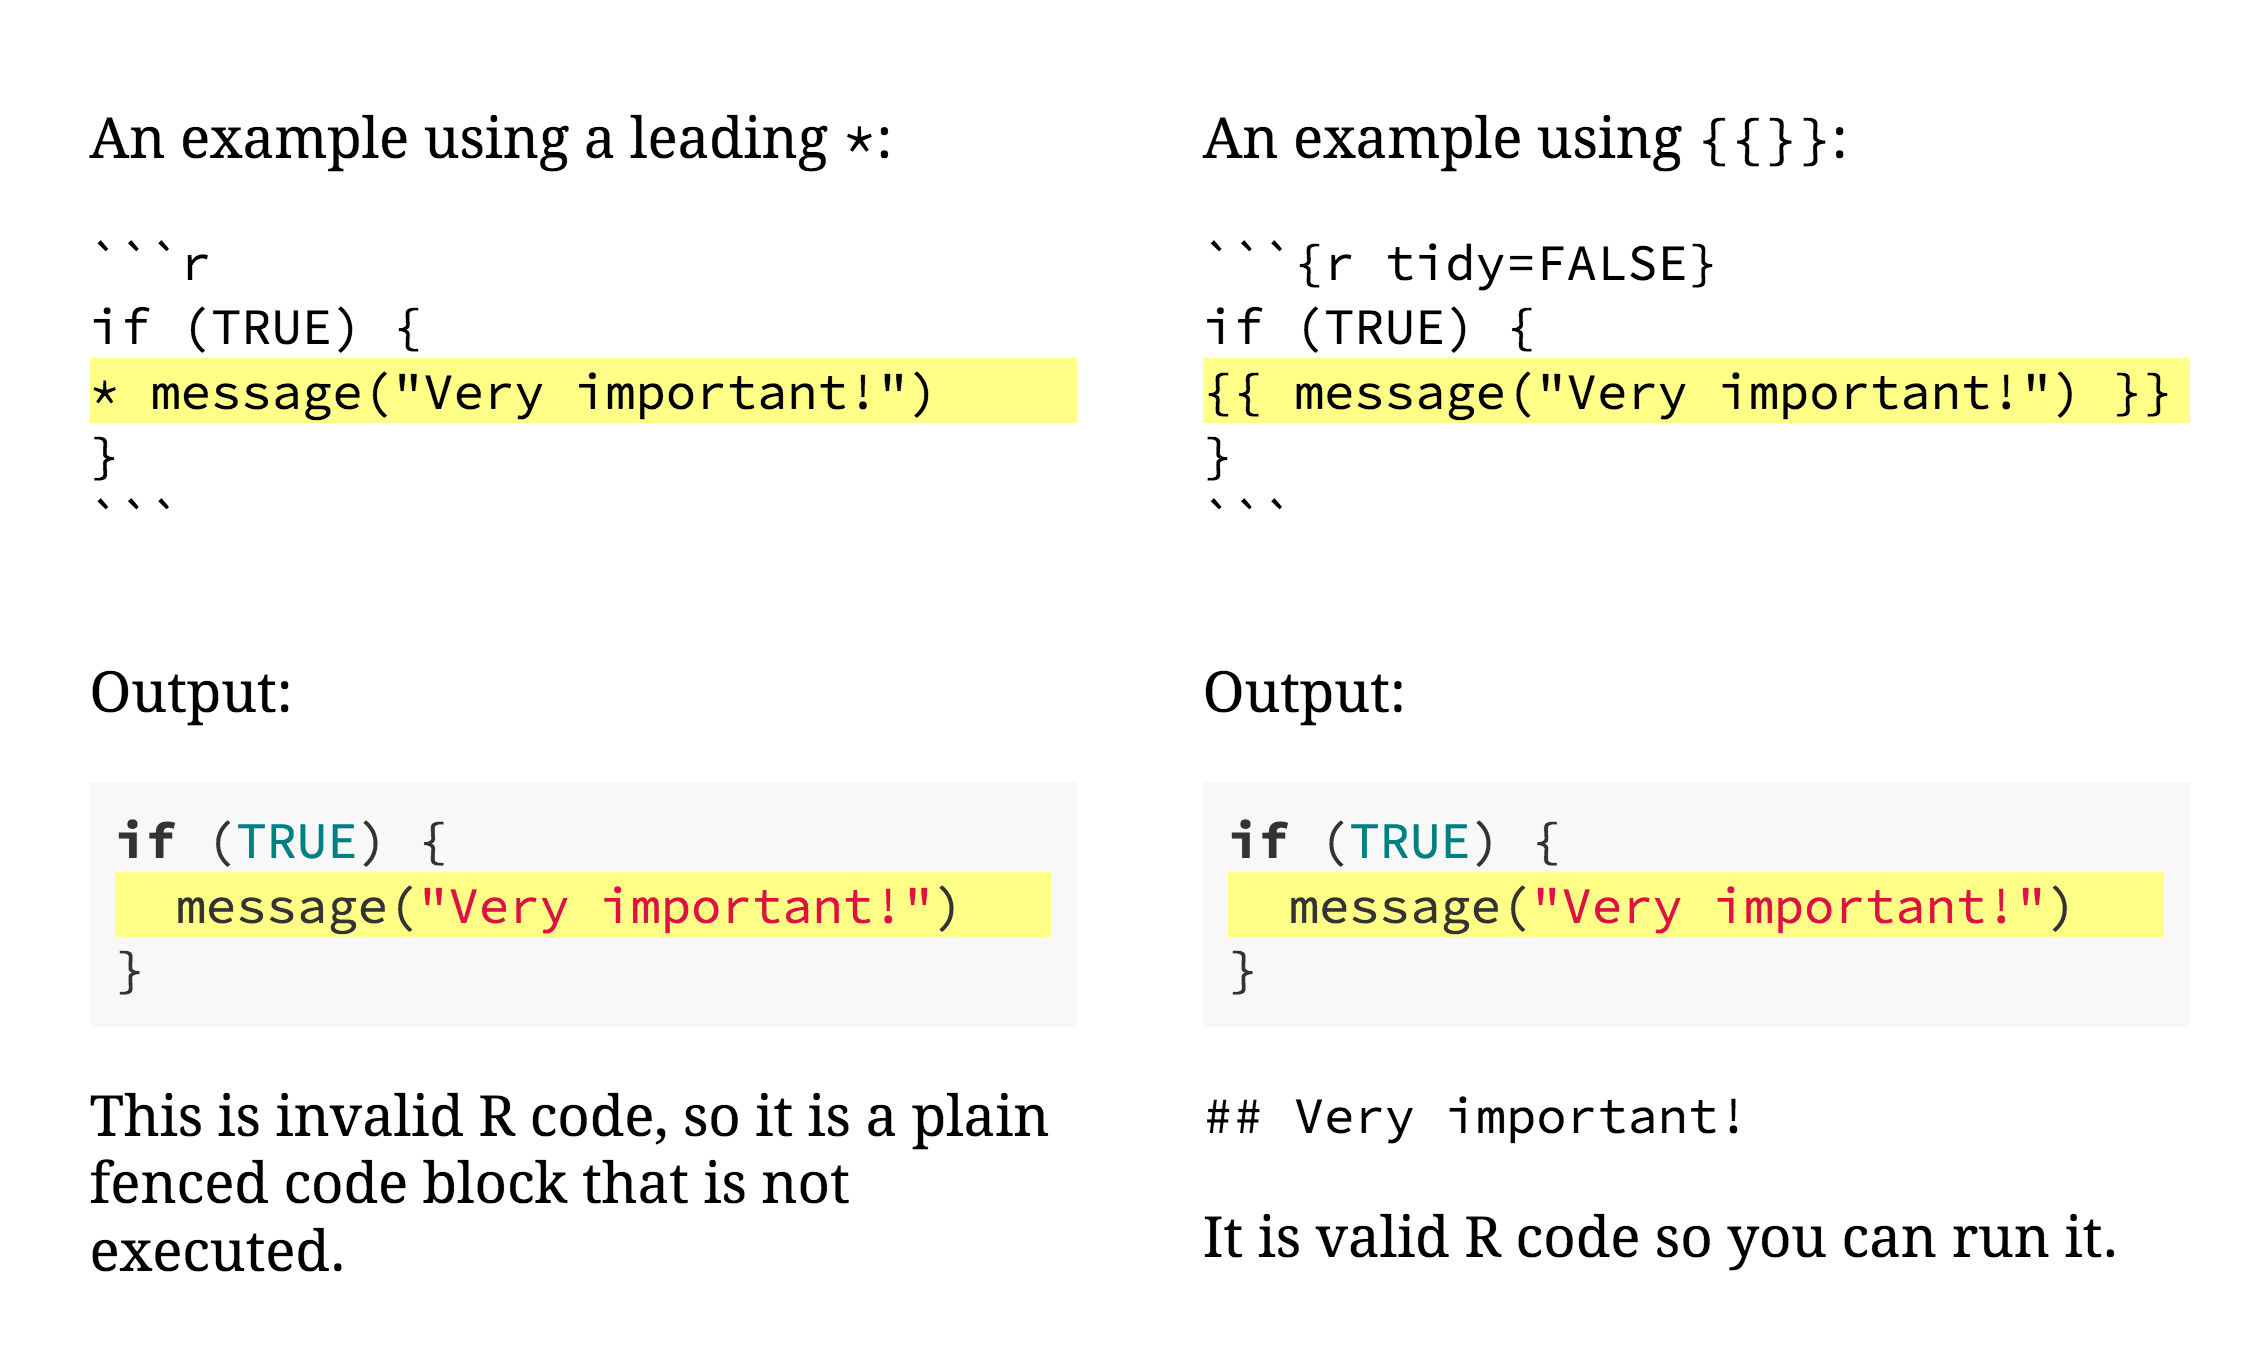 An example using a leading *:
```r
if (TRUE) {
* message("Very important!")
}
```
Output:
if (TRUE) {
  message("Very important!")
}
This is invalid R code, so it is a plain
fenced code block that is not
executed.
An example using {{}}:
```{r tidy=FALSE}
if (TRUE) {
{{ message("Very important!") }}
}
```
Output:
if (TRUE) {
  message("Very important!")
}
## Very important!
It is valid R code so you can run it.